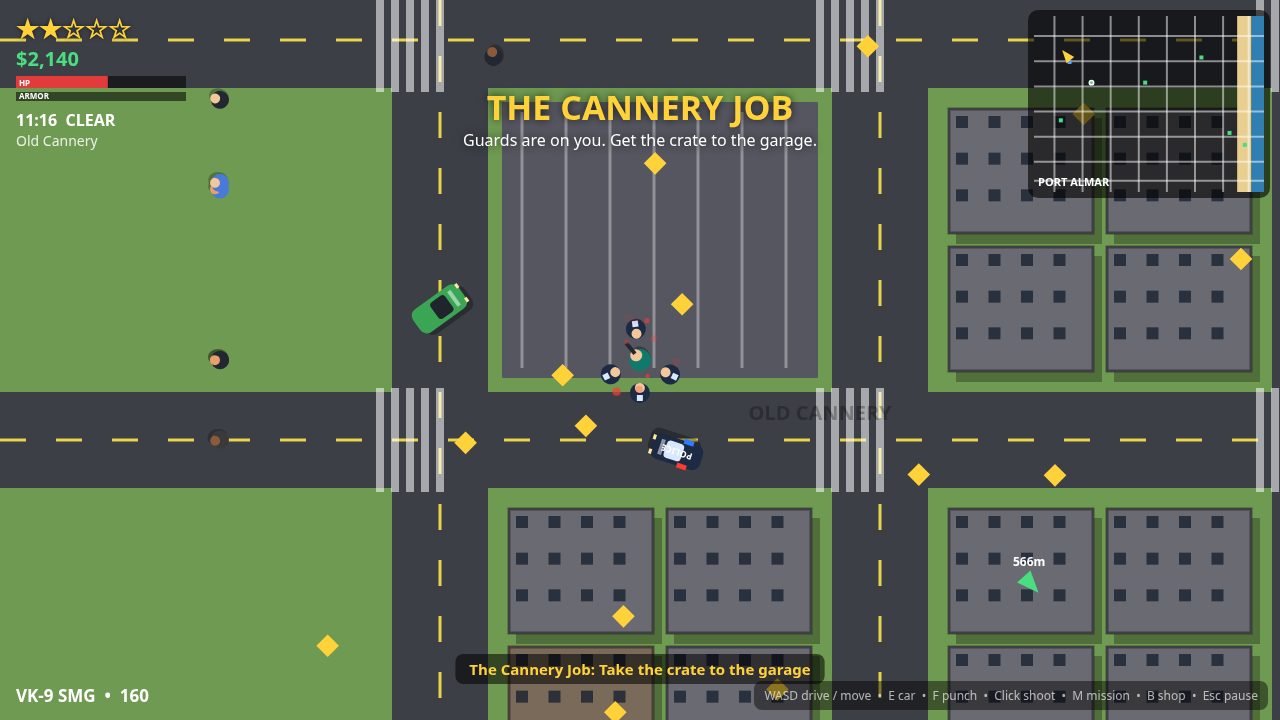 $2,140
HP
ARMOR
11:16 CLEAR
Old Cannery
THE CANNERY JOB
Guards are on you. Get the crate to the garage.
PORT ALMAR
OLD CANNERY
POLICE
566m
The Cannery Job: Take the crate to the garage
VK-9 SMG • 160
WASD drive / move • E car • F punch • Click shoot • M mission • B shop • Esc pause